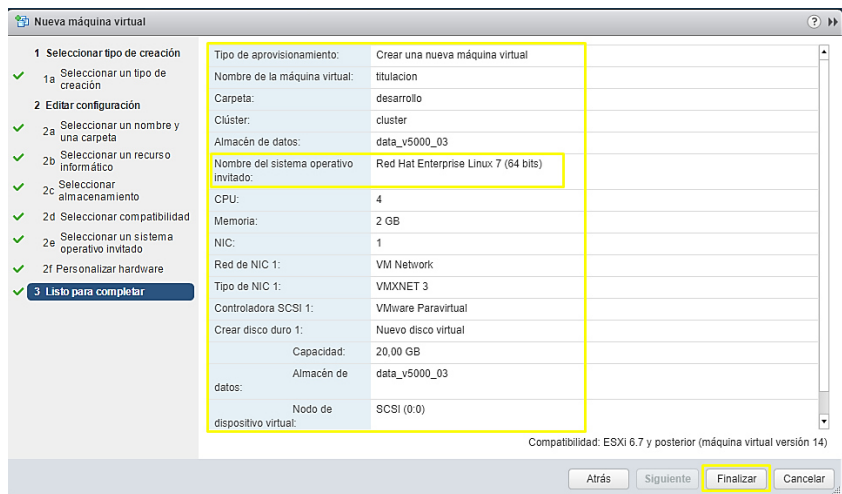 Nueva máquina virtual
1 Seleccionar tipo de creación
1a Seleccionar un tipo de
creación
2 Editar configuración
2a Seleccionar un nombre y
una carpeta
2b Seleccionar un recurso
informático
2c Seleccionar
almacenamiento
2d Seleccionar compatibilidad
2e Seleccionar un sistema
operativo invitado
2f Personalizar hardware
3 Listo para completar
Tipo de aprovisionamiento: Crear una nueva máquina virtual
Nombre de la máquina virtual: titulacion
Carpeta: desarrollo
Clúster: cluster
Almacén de datos: data_v5000_03
Nombre del sistema operativo Red Hat Enterprise Linux 7 (64 bits)
invitado:
CPU: 4
Memoria: 2 GB
NIC: 1
Red de NIC 1: VM Network
Tipo de NIC 1: VMXNET 3
Controladora SCSI 1: VMware Paravirtual
Crear disco duro 1: Nuevo disco virtual
Capacidad: 20,00 GB
Almacén de data_v5000_03
datos:
Nodo de SCSI (0:0)
dispositivo virtual:
Compatibilidad: ESXi 6.7 y posterior (máquina virtual versión 14)
Atrás Siguiente Finalizar Cancelar